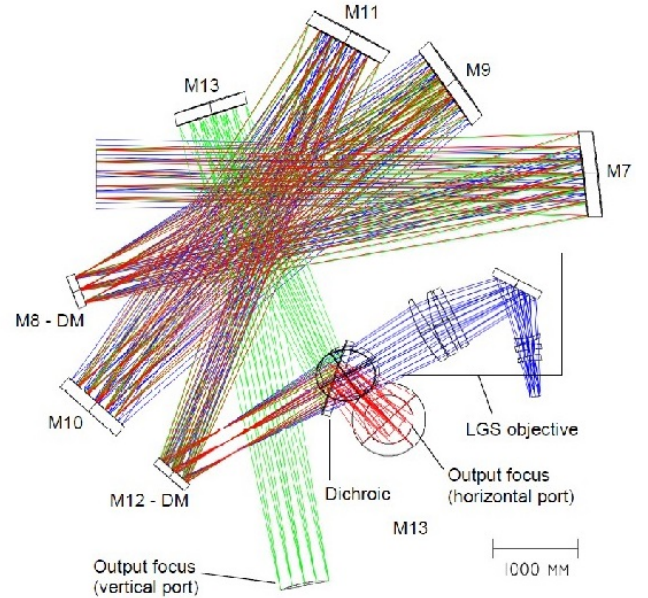 M11
M9
M13
M7
M8 - DM
M10
M12 - DM
LGS objective
Output focus
(horizontal port)
Dichroic
M13
Output focus
(vertical port)
1000 MM